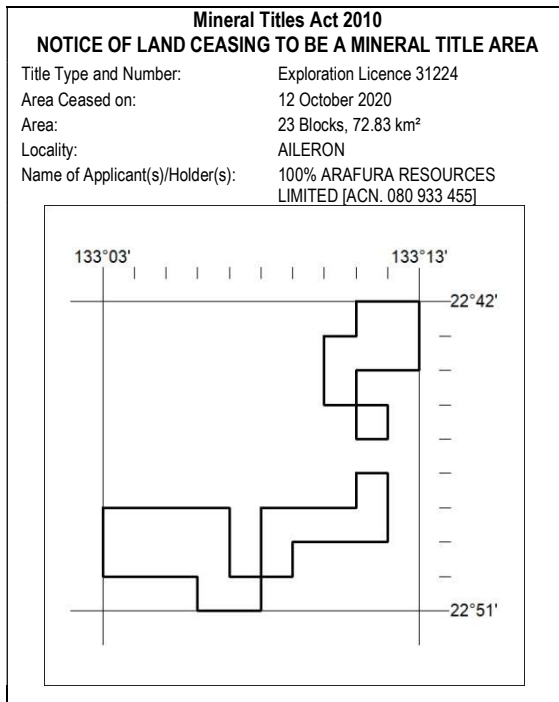 Mineral Titles Act 2010
NOTICE OF LAND CEASING TO BE A MINERAL TITLE AREA
Title Type and Number: Exploration Licence 31224
Area Ceased on: 12 October 2020
Area: 23 Blocks, 72.83 km²
Locality: AILERON
Name of Applicant(s)/Holder(s): 100% ARAFURA RESOURCES
LIMITED [ACN. 080 933 455]
133°03' 133°13'
22°42'
22°51'